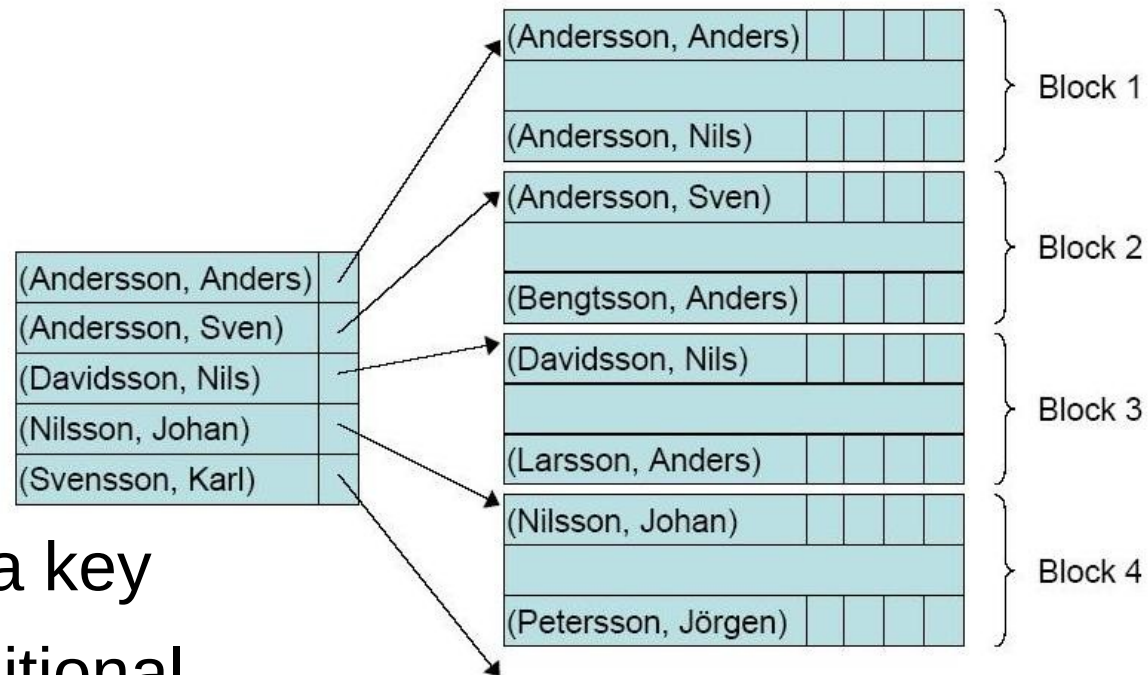 (Andersson, Anders)
(Andersson, Sven)
(Davidsson, Nils)
(Nilsson, Johan)
(Svensson, Karl)
a key
itional
(Andersson, Anders)
(Andersson, Nils)
Block 1
(Andersson, Sven)
(Bengtsson, Anders)
Block 2
(Davidsson, Nils)
(Larsson, Anders)
Block 3
(Nilsson, Johan)
(Petersson, Jörgen)
Block 4